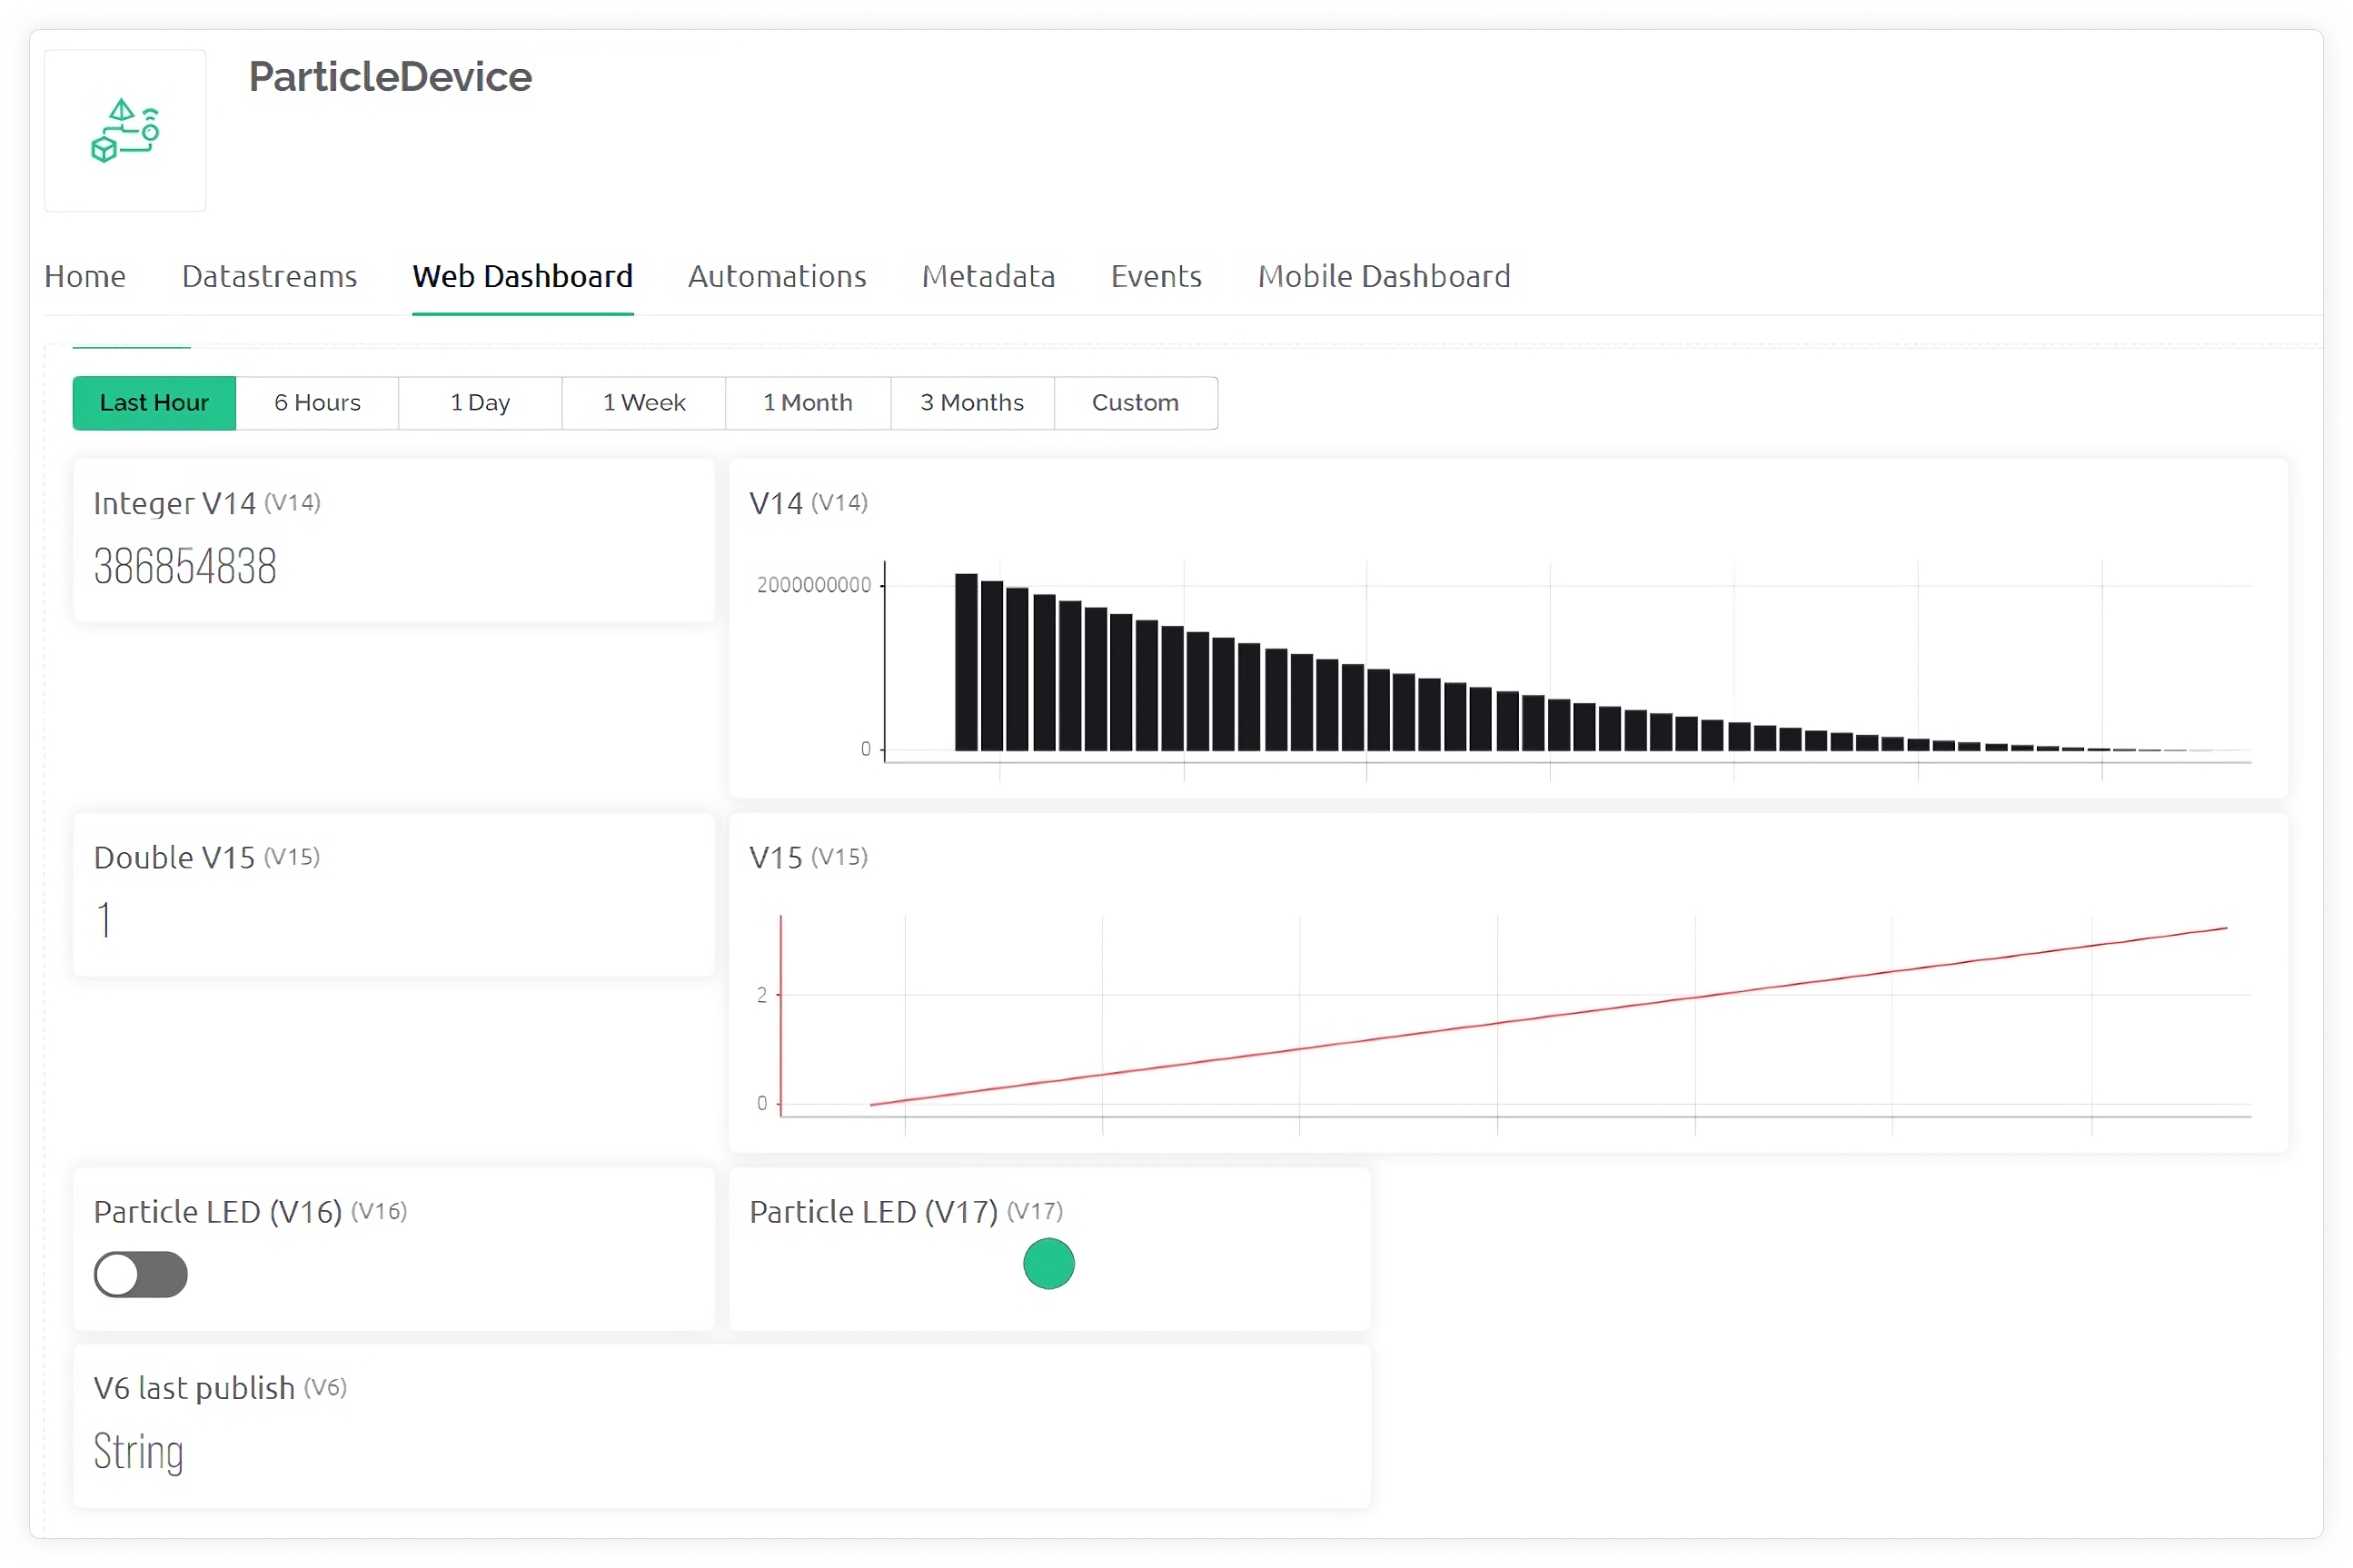 ParticleDevice
Home Datastreams Web Dashboard Automations Metadata Events Mobile Dashboard
Last Hour 6 Hours 1 Day 1 Week 1 Month 3 Months Custom
Integer V14 (V14)
386854838
V14 (V14)
2000000000
0
Double V15 (V15)
1
V15 (V15)
2
0
Particle LED (V16) (V16)
Particle LED (V17) (V17)
V6 last publish (V6)
String